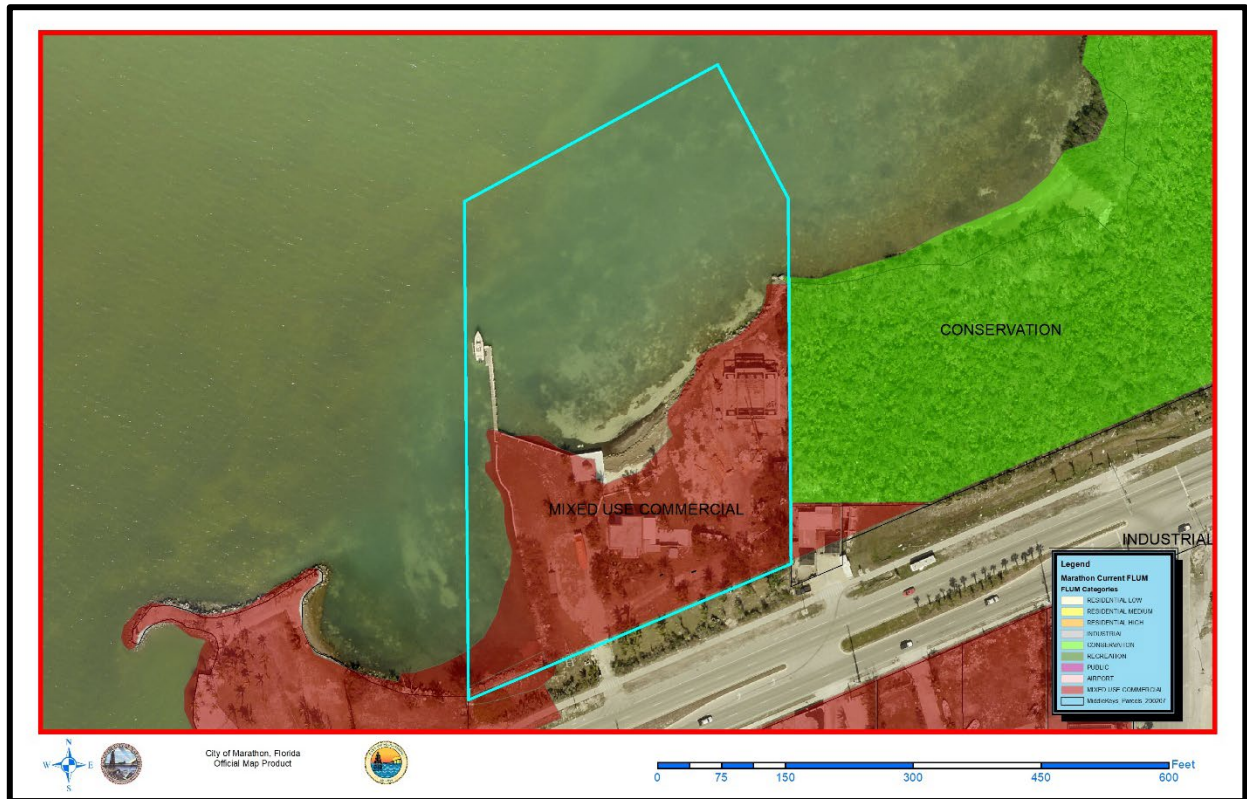 CONSERVATION
MIXED USE COMMERCIAL
INDUSTRIAL
Legend
Marathon Current FLUM
FLUM Categories
RESIDENTIAL LOW
RESIDENTIAL MEDIUM
RESIDENTIAL HIGH
INDUSTRIAL
CONSERVATION
RECREATION
PUBLIC
AIRPORT
MIXED USE COMMERCIAL
MiddleKeys_Parcels_200207
N
W E
S
City of Marathon, Florida
Official Map Product
Feet
0 75 150 300 450 600